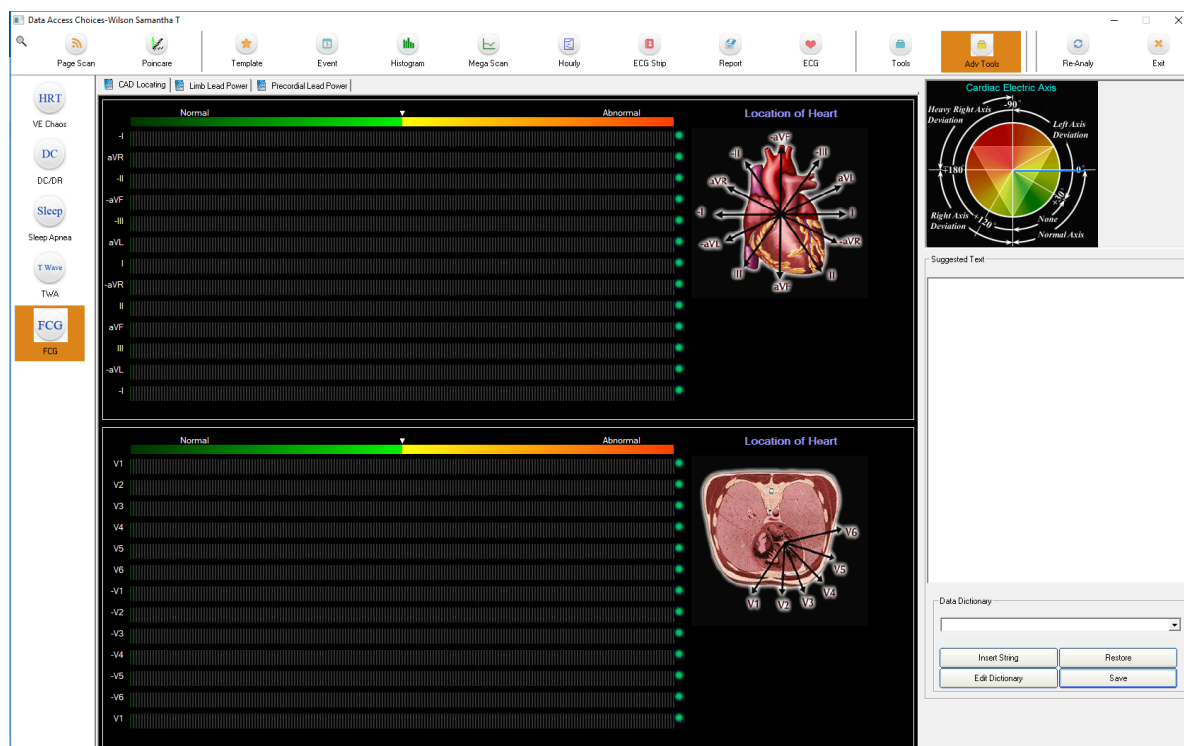 Data Access Choices-Wilson Samantha T
Page Scan
Poincare
Template
Event
Histogram
Mega Scan
Hourly
ECG Strip
Report
ECG
Tools
Adv Tools
Re-Analy
Exit
HRT
VE Chaos
DC
DC/DR
Sleep
Sleep Apnea
T Wave
TWA
FCG
FCG
CAD Locating
Limb Lead Power
Precordial Lead Power
Normal
Abnormal
-I
aVR
-II
-aVF
-III
aVL
I
-aVR
II
aVF
III
-aVL
-I
Location of Heart
-aVF
-II
-III
aVR
aVL
-I
I
-aVL
-aVR
III
II
aVF
Normal
Abnormal
V1
V2
V3
V4
V5
V6
-V1
-V2
-V3
-V4
-V5
-V6
V1
Location of Heart
V6
V5
V4
V3
V2
V1
Cardiac Electric Axis
-90°
Heavy Right Axis
Deviation
Left Axis
Deviation
+180°
0°
+30°
+120°
Right Axis
Deviation
None
Normal Axis
Suggested Text
Data Dictionary
Insert String
Restore
Edit Dictionary
Save